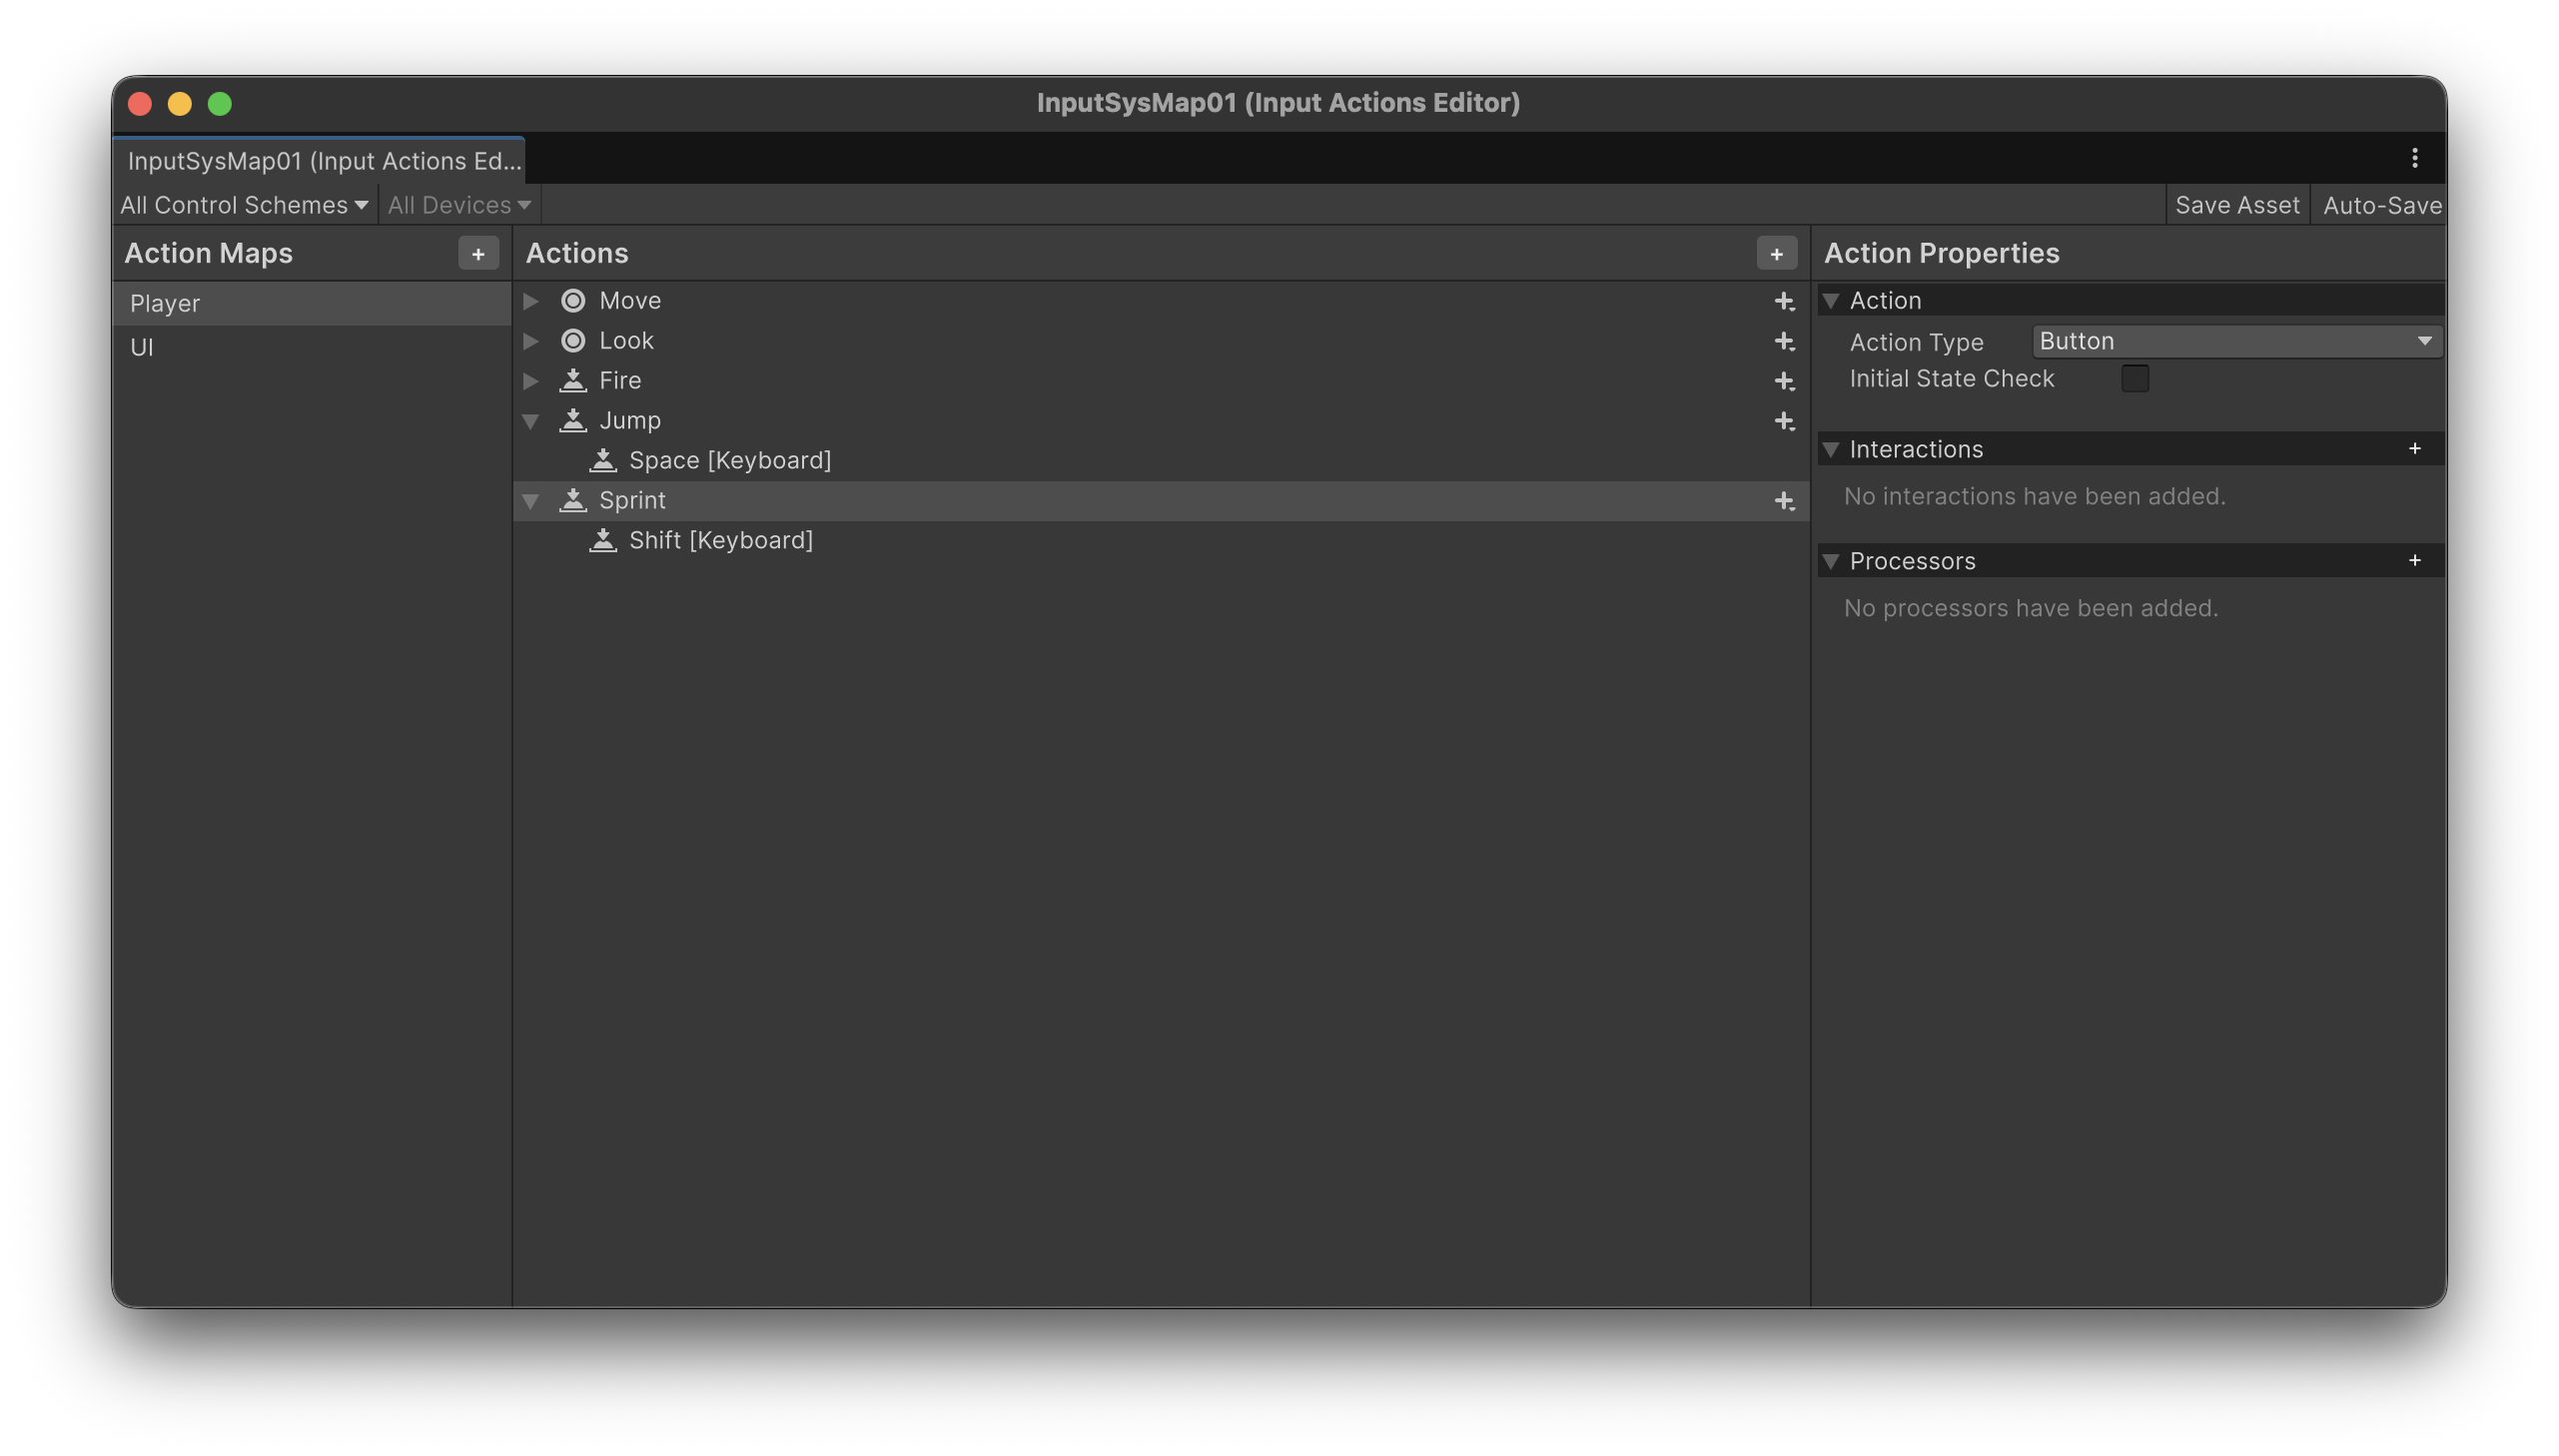 InputSysMap01 (Input Actions Editor)
InputSysMap01 (Input Actions Ed...
All Control Schemes
All Devices
Save Asset
Auto-Save
Action Maps
+
Player
UI
Actions
+
Move
Look
Fire
Jump
Space [Keyboard]
Sprint
Shift [Keyboard]
Action Properties
Action
Action Type
Button
Initial State Check
Interactions
+
No interactions have been added.
Processors
+
No processors have been added.